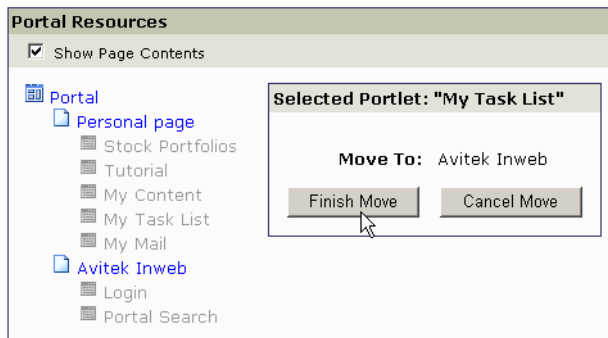 Portal Resources
Show Page Contents
Portal
Personal page
Stock Portfolios
Tutorial
My Content
My Task List
My Mail
Avitek Inweb
Login
Portal Search
Selected Portlet: "My Task List"
Move To: Avitek Inweb
Finish Move Cancel Move